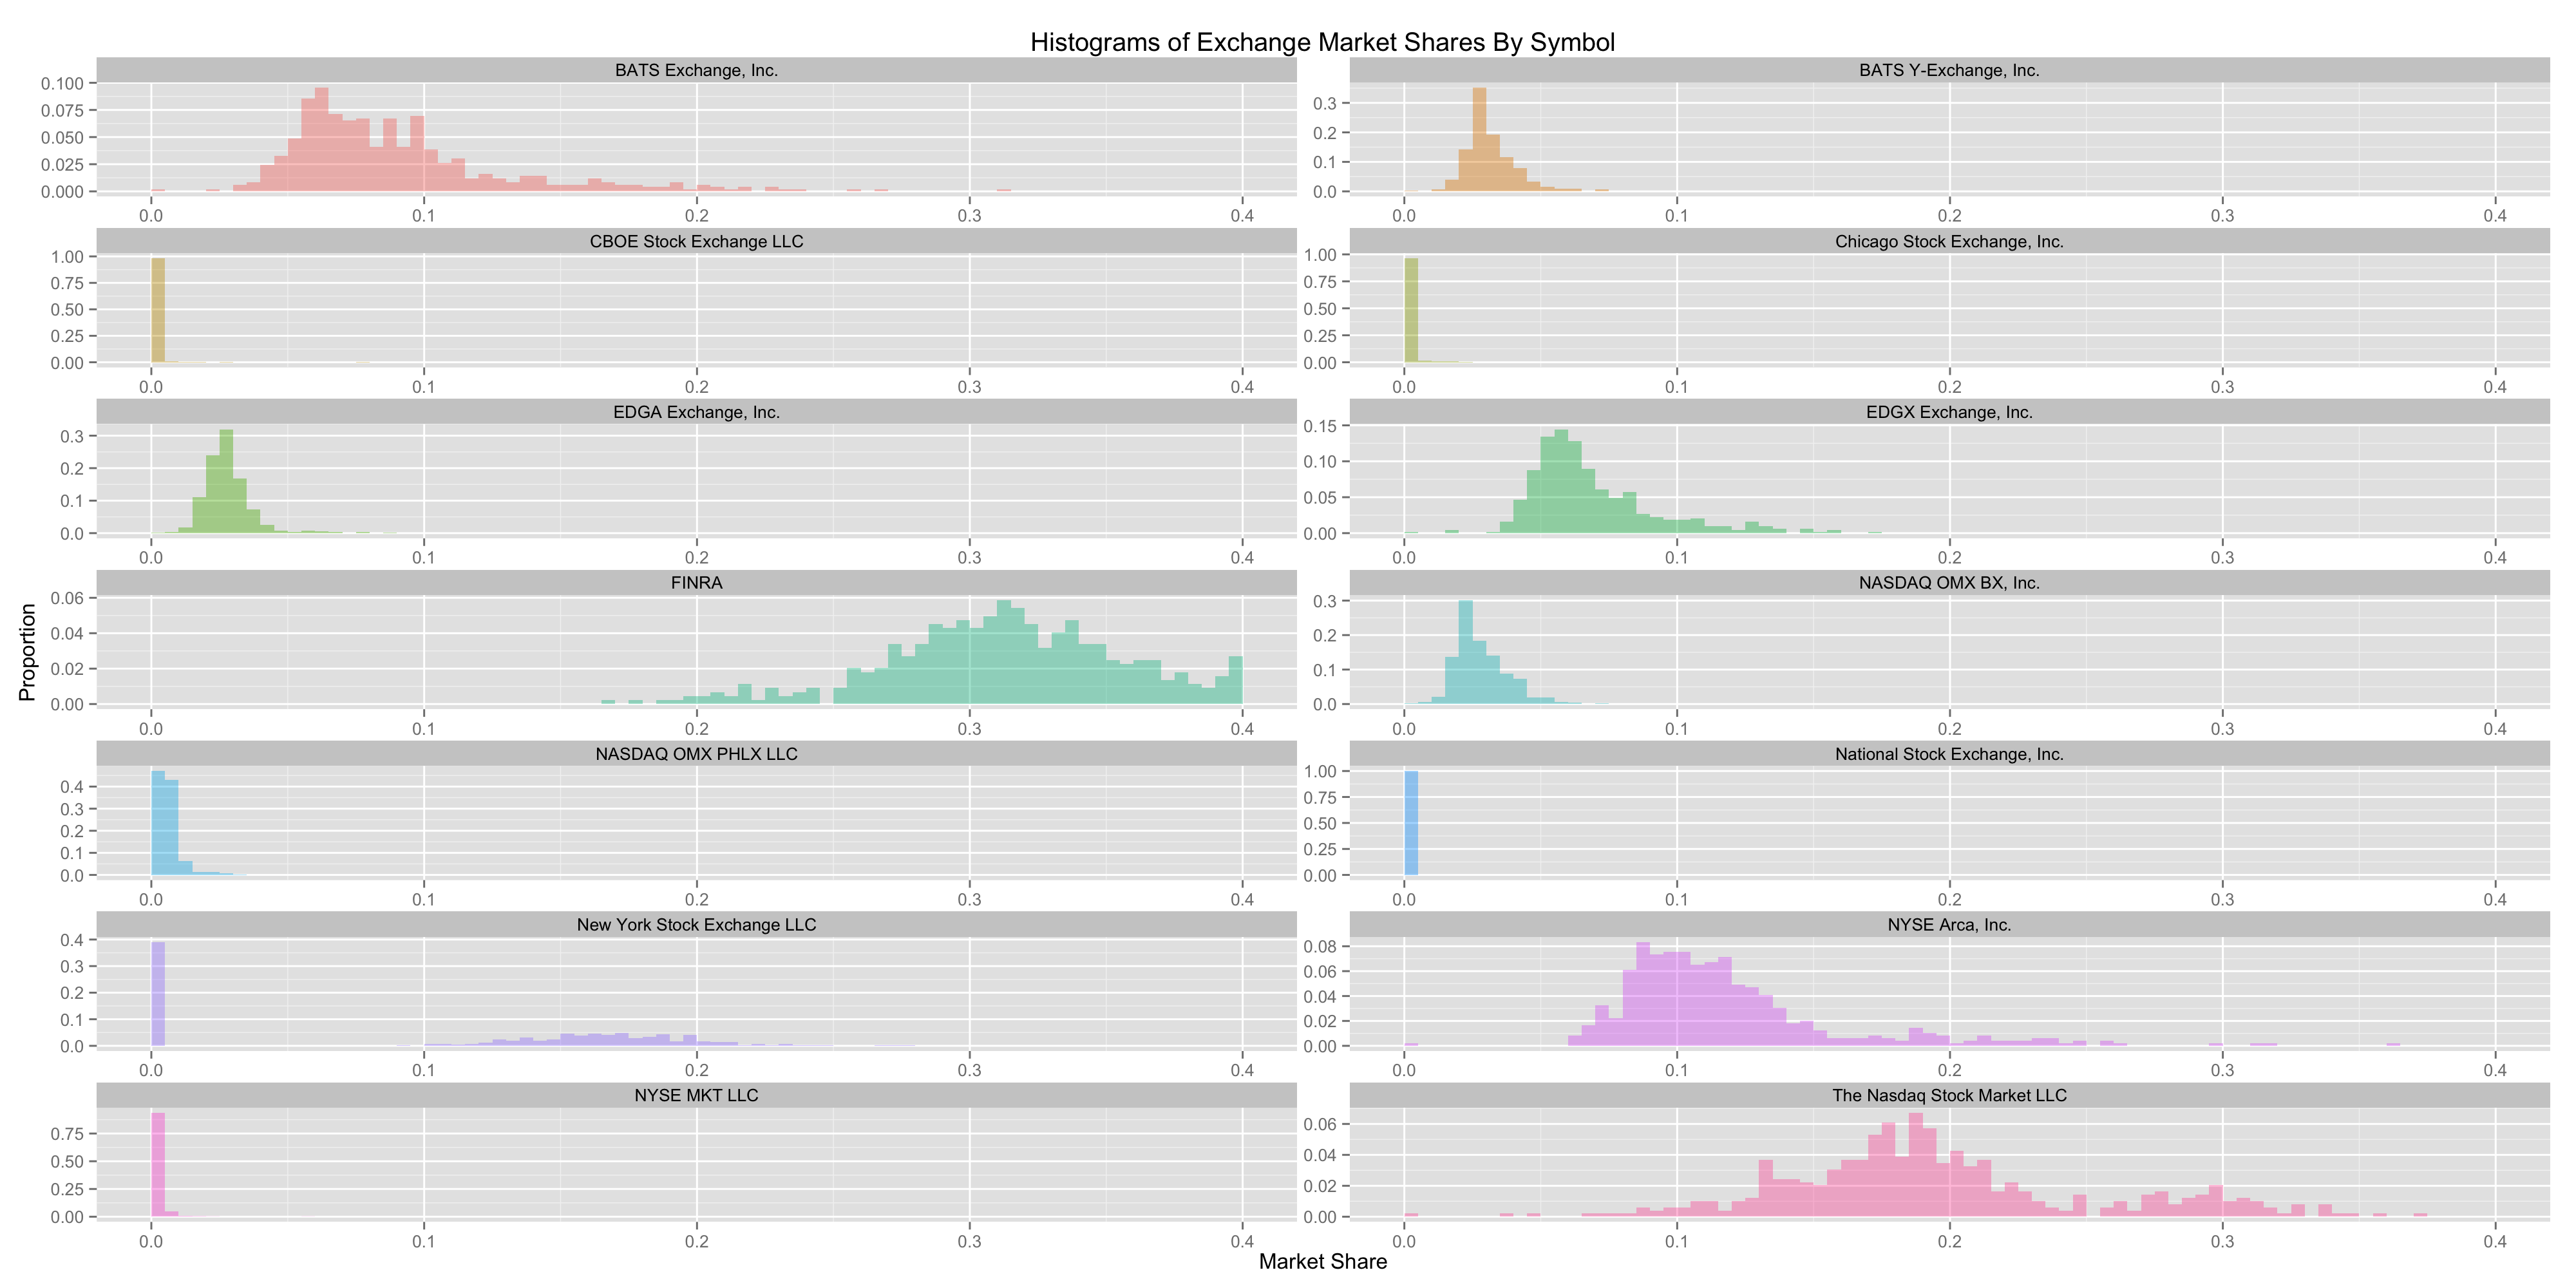 Histograms of Exchange Market Shares By Symbol
BATS Exchange, Inc.
0.100
0.075
0.050
0.025
0.000
0.0 0.1 0.2 0.3 0.4
BATS Y-Exchange, Inc.
0.3
0.2
0.1
0.0
0.0 0.1 0.2 0.3 0.4
CBOE Stock Exchange LLC
1.00
0.75
0.50
0.25
0.00
0.0 0.1 0.2 0.3 0.4
Chicago Stock Exchange, Inc.
1.00
0.75
0.50
0.25
0.00
0.0 0.1 0.2 0.3 0.4
EDGA Exchange, Inc.
0.3
0.2
0.1
0.0
0.0 0.1 0.2 0.3 0.4
EDGX Exchange, Inc.
0.15
0.10
0.05
0.00
0.0 0.1 0.2 0.3 0.4
Proportion
FINRA
0.06
0.04
0.02
0.00
0.0 0.1 0.2 0.3 0.4
NASDAQ OMX BX, Inc.
0.3
0.2
0.1
0.0
0.0 0.1 0.2 0.3 0.4
NASDAQ OMX PHLX LLC
0.4
0.3
0.2
0.1
0.0
0.0 0.1 0.2 0.3 0.4
National Stock Exchange, Inc.
1.00
0.75
0.50
0.25
0.00
0.0 0.1 0.2 0.3 0.4
New York Stock Exchange LLC
0.4
0.3
0.2
0.1
0.0
0.0 0.1 0.2 0.3 0.4
NYSE Arca, Inc.
0.08
0.06
0.04
0.02
0.00
0.0 0.1 0.2 0.3 0.4
NYSE MKT LLC
0.75
0.50
0.25
0.00
0.0 0.1 0.2 0.3 0.4
The Nasdaq Stock Market LLC
0.06
0.04
0.02
0.00
0.0 0.1 0.2 0.3 0.4
Market Share